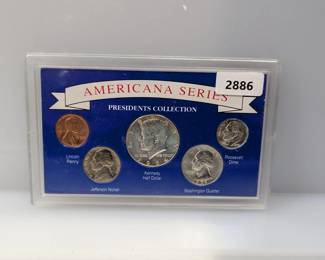 2886
AMERICANA SERIES
PRESIDENTS COLLECTION
Lincoln
Penny
Jefferson Nickel
Kennedy
Half Dollar
Washington Quarter
Roosevelt
Dime